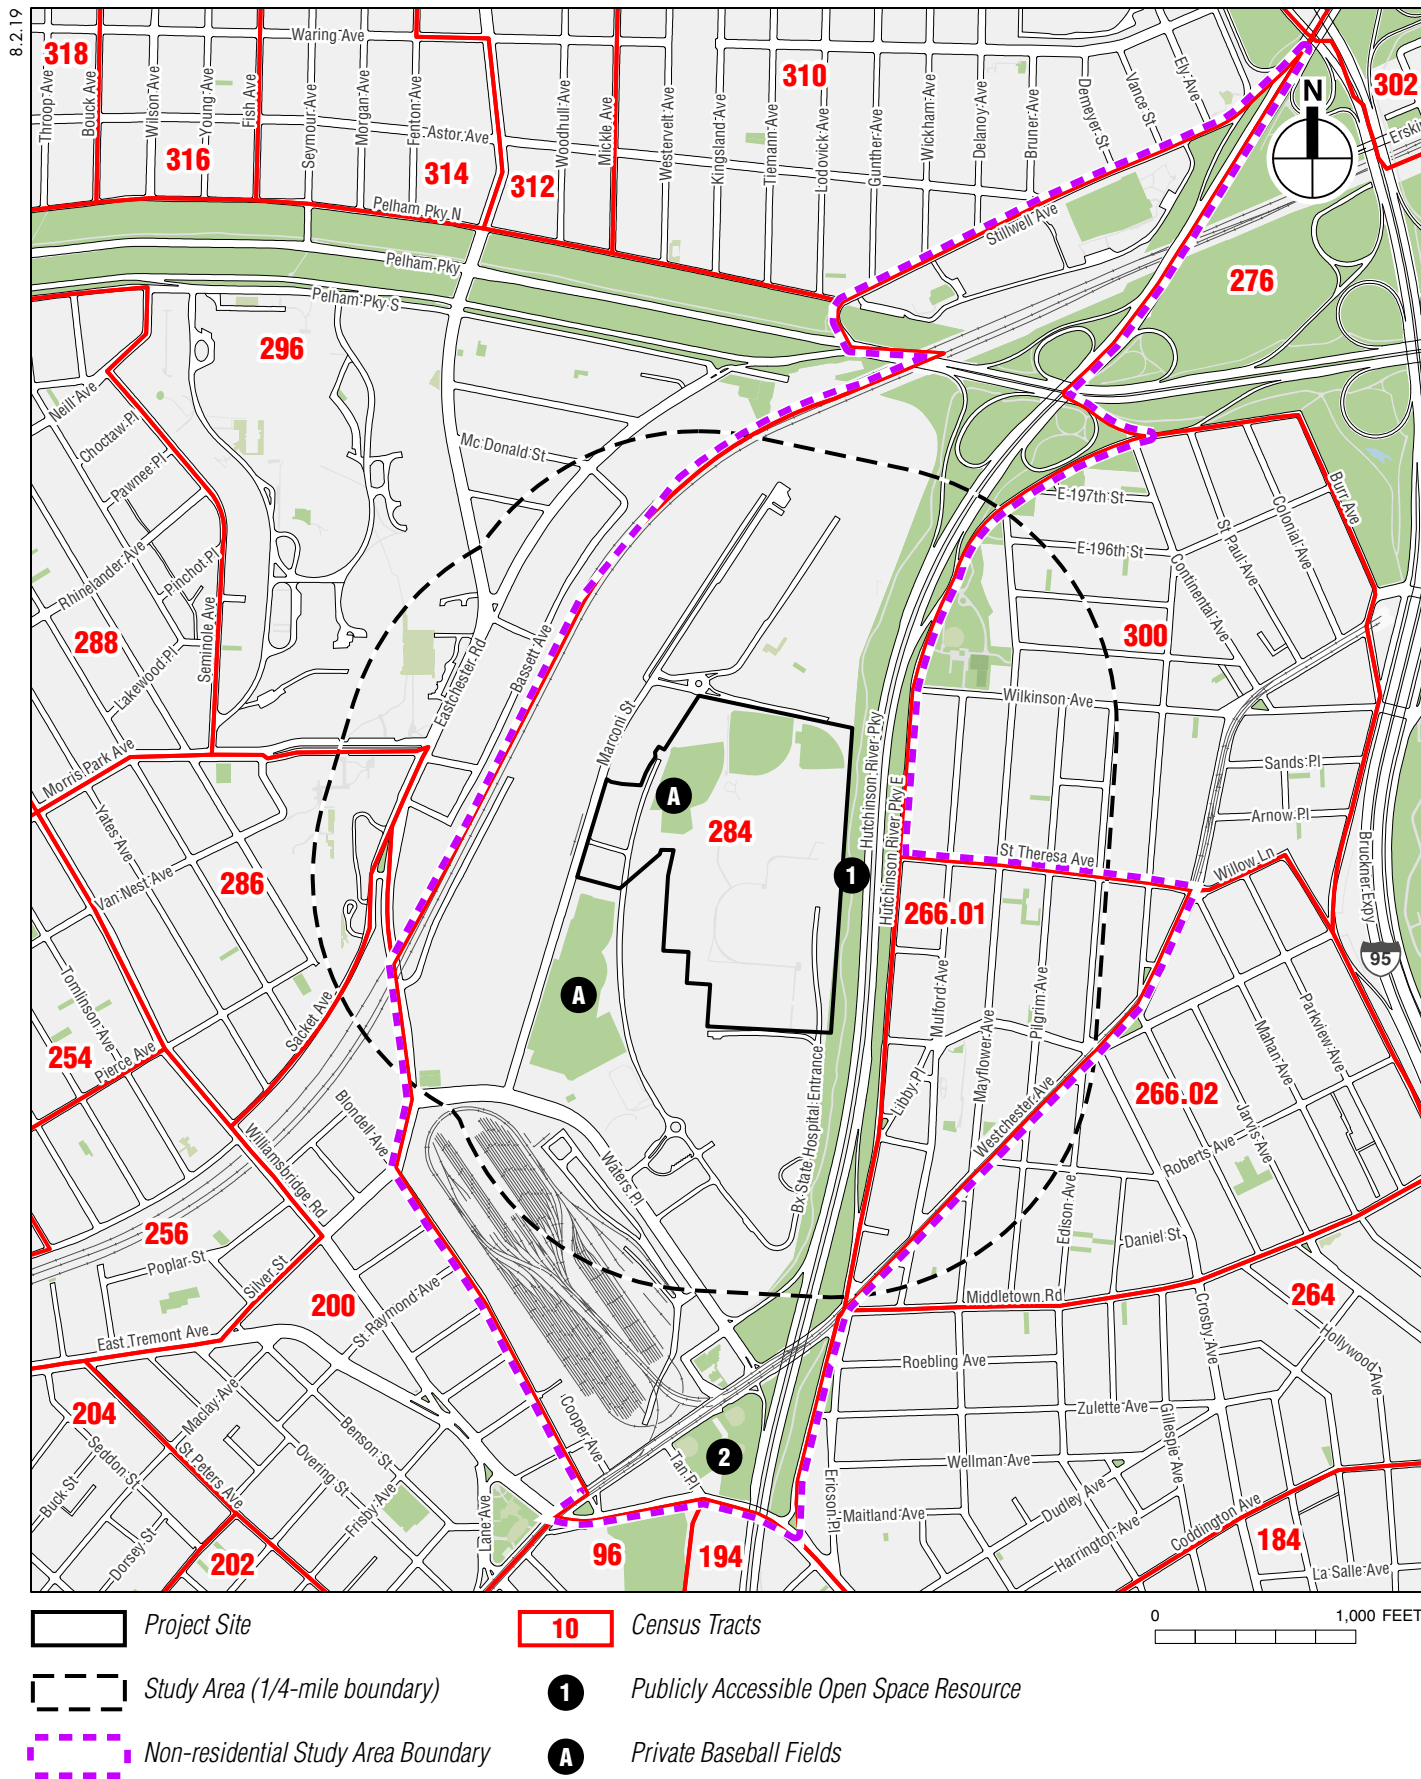 8.2.19
318
Throop Ave
Bouck Ave
Wilson Ave
Young Ave
Fish Ave
Waring Ave
Seymour Ave
Morgan Ave
Fenton Ave
Astor Ave
Woodhull Ave
Mickle Ave
Westervelt Ave
Kingsland Ave
310
Tiemann Ave
Lodovick Ave
Gunther Ave
Wickham Ave
Delanoy Ave
Bruner Ave
Demeyer St
Vance St
Ely Ave
302
N
316
314
312
Pelham Pky N
Pelham Pky
Pelham Pky S
Stillwell Ave
276
296
Neill Ave
Choctaw Pl
Pawnee Pl
Mc Donald St
Rhinelander Ave
Pinchot Pl
E 197th St
E 196th St
St Paul Ave
Colonial Ave
Burr Ave
Continental Ave
288
Lakewood Pl
Seminole Ave
Eastchester Rd
Bassett Ave
300
Marconi St
Wilkinson Ave
Hutchinson River Pky
Hutchinson River Pky E
Morris Park Ave
Sands Pl
A
284
Yates Ave
Arnow Pl
Van Nest Ave
286
1
St Theresa Ave
Willow Ln
Bruckner Expy
266.01
95
Tomlinson Ave
A
Sacket Ave
Mulford Ave
Pilgrim Ave
Mayflower Ave
Mahan Ave
Parkview Ave
254
Pierce Ave
Libby Pl
266.02
Blondell Ave
Westchester Ave
Jarvis Ave
Roberts Ave
Williamsbridge Rd
Waters Pl
Bx State Hospital Entrance
Edison Ave
256
Poplar St
Silver St
Daniel St
200
St Raymond Ave
Middletown Rd
Crosby Ave
264
Hollywood Ave
East Tremont Ave
Roebling Ave
204
Maclay Ave
Seddon St
Benson St
Cooper Ave
Zulette Ave
Gillespie Ave
St Peters Ave
Overing St
Tan Pl
2
Wellman Ave
Buck St
Frisby Ave
Lane Ave
Ericson Pl
Maitland Ave
Dudley Ave
Dorsey St
Harrington Ave
Coddington Ave
184
202
96
194
La Salle Ave
Project Site
10
Census Tracts
0
1,000 FEET
Study Area (1/4-mile boundary)
1
Publicly Accessible Open Space Resource
Non-residential Study Area Boundary
A
Private Baseball Fields